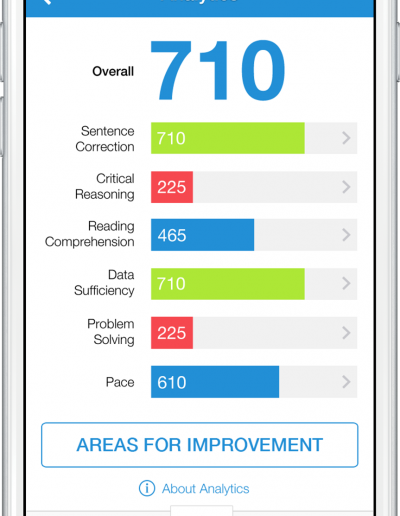 Overall
710
Sentence
Correction
710
Critical
Reasoning
225
Reading
Comprehension
465
Data
Sufficiency
710
Problem
Solving
225
Pace
610
AREAS FOR IMPROVEMENT
About Analytics